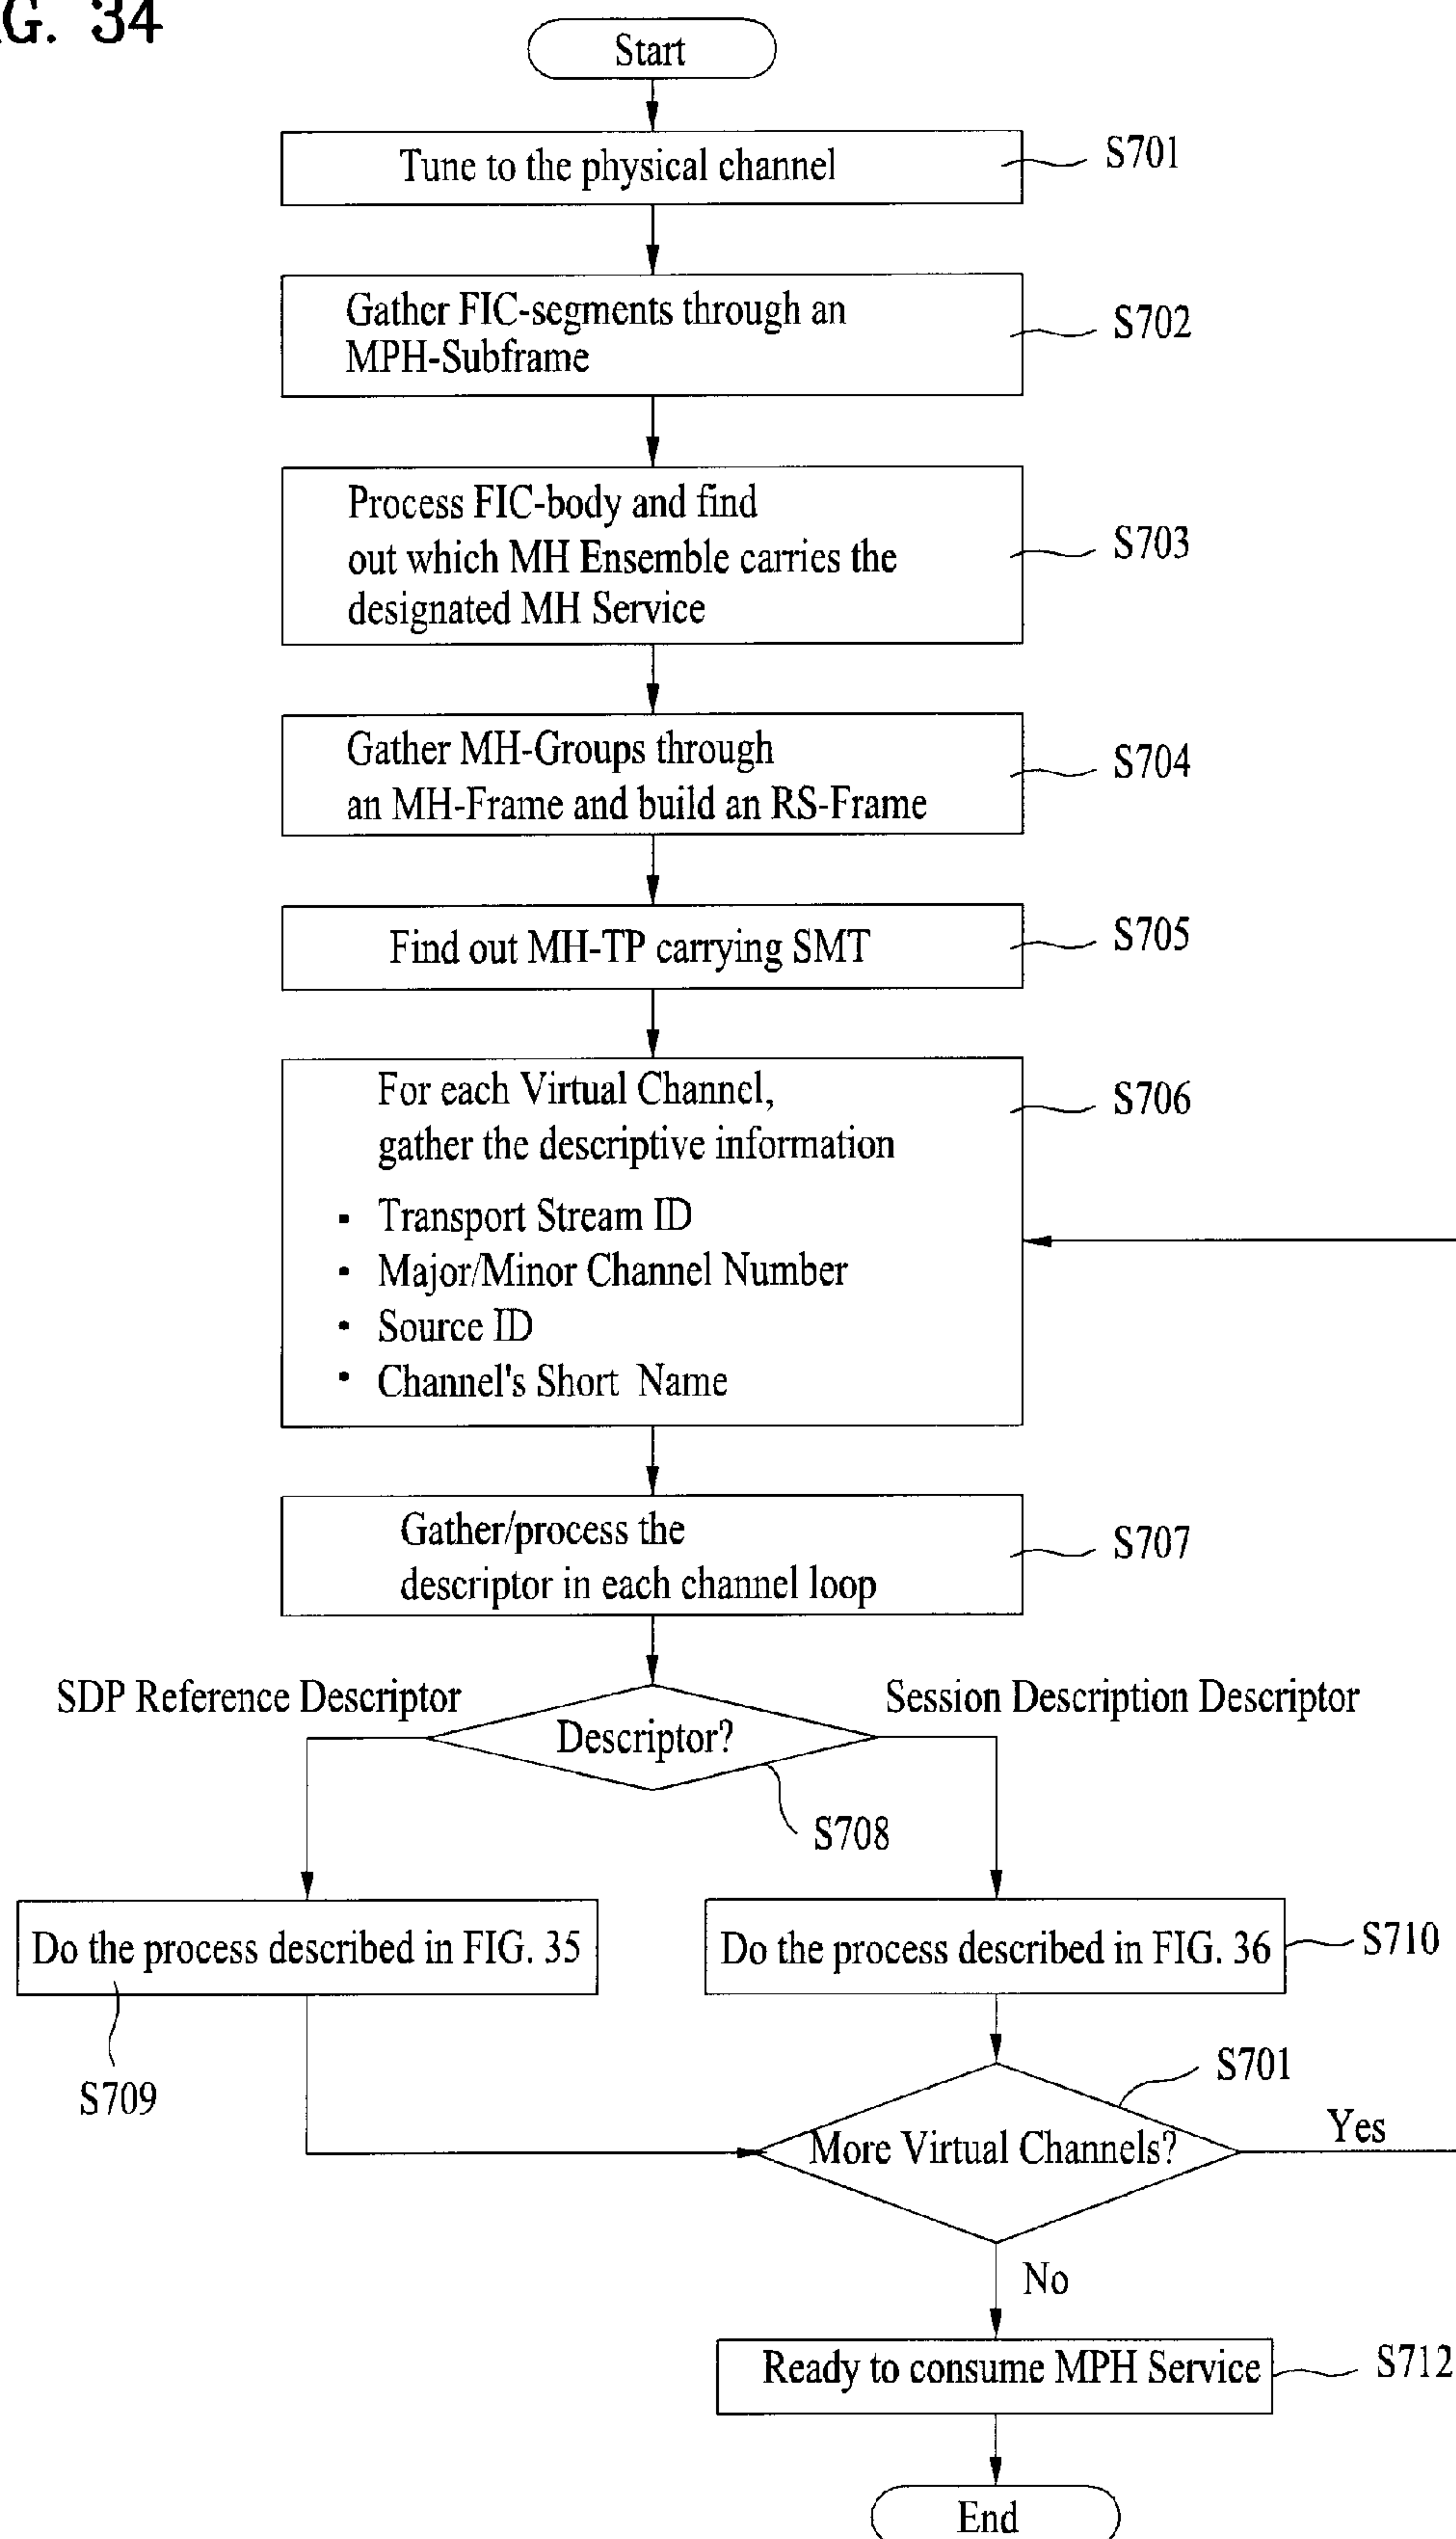 G. 34
Start
Tune to the physical channel
S701
Gather FIC-segments through an
MPH-Subframe
S702
Process FIC-body and find
out which MH Ensemble carries the
designated MH Service
S703
Gather MH-Groups through
an MH-Frame and build an RS-Frame
S704
Find out MH-TP carrying SMT
S705
For each Virtual Channel,
gather the descriptive information
S706
· Transport Stream ID
· Major/Minor Channel Number
· Source ID
· Channel's Short Name
Gather/process the
descriptor in each channel loop
S707
SDP Reference Descriptor
Session Description Descriptor
Descriptor?
S708
Do the process described in FIG. 35
Do the process described in FIG. 36
S710
S709
S701
More Virtual Channels?
Yes
No
Ready to consume MPH Service
S712
End